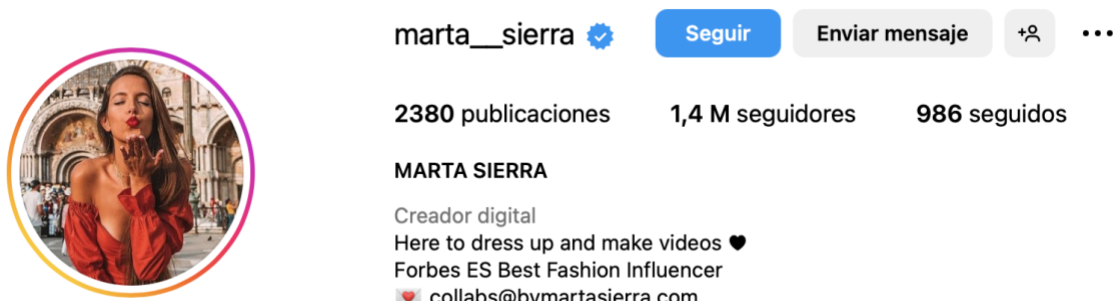 marta__sierra Seguir Enviar mensaje
2380 publicaciones 1,4 M seguidores 986 seguidos
MARTA SIERRA
Creador digital
Here to dress up and make videos 🖤
Forbes ES Best Fashion Influencer
💌 collabs@bymartasierra.com